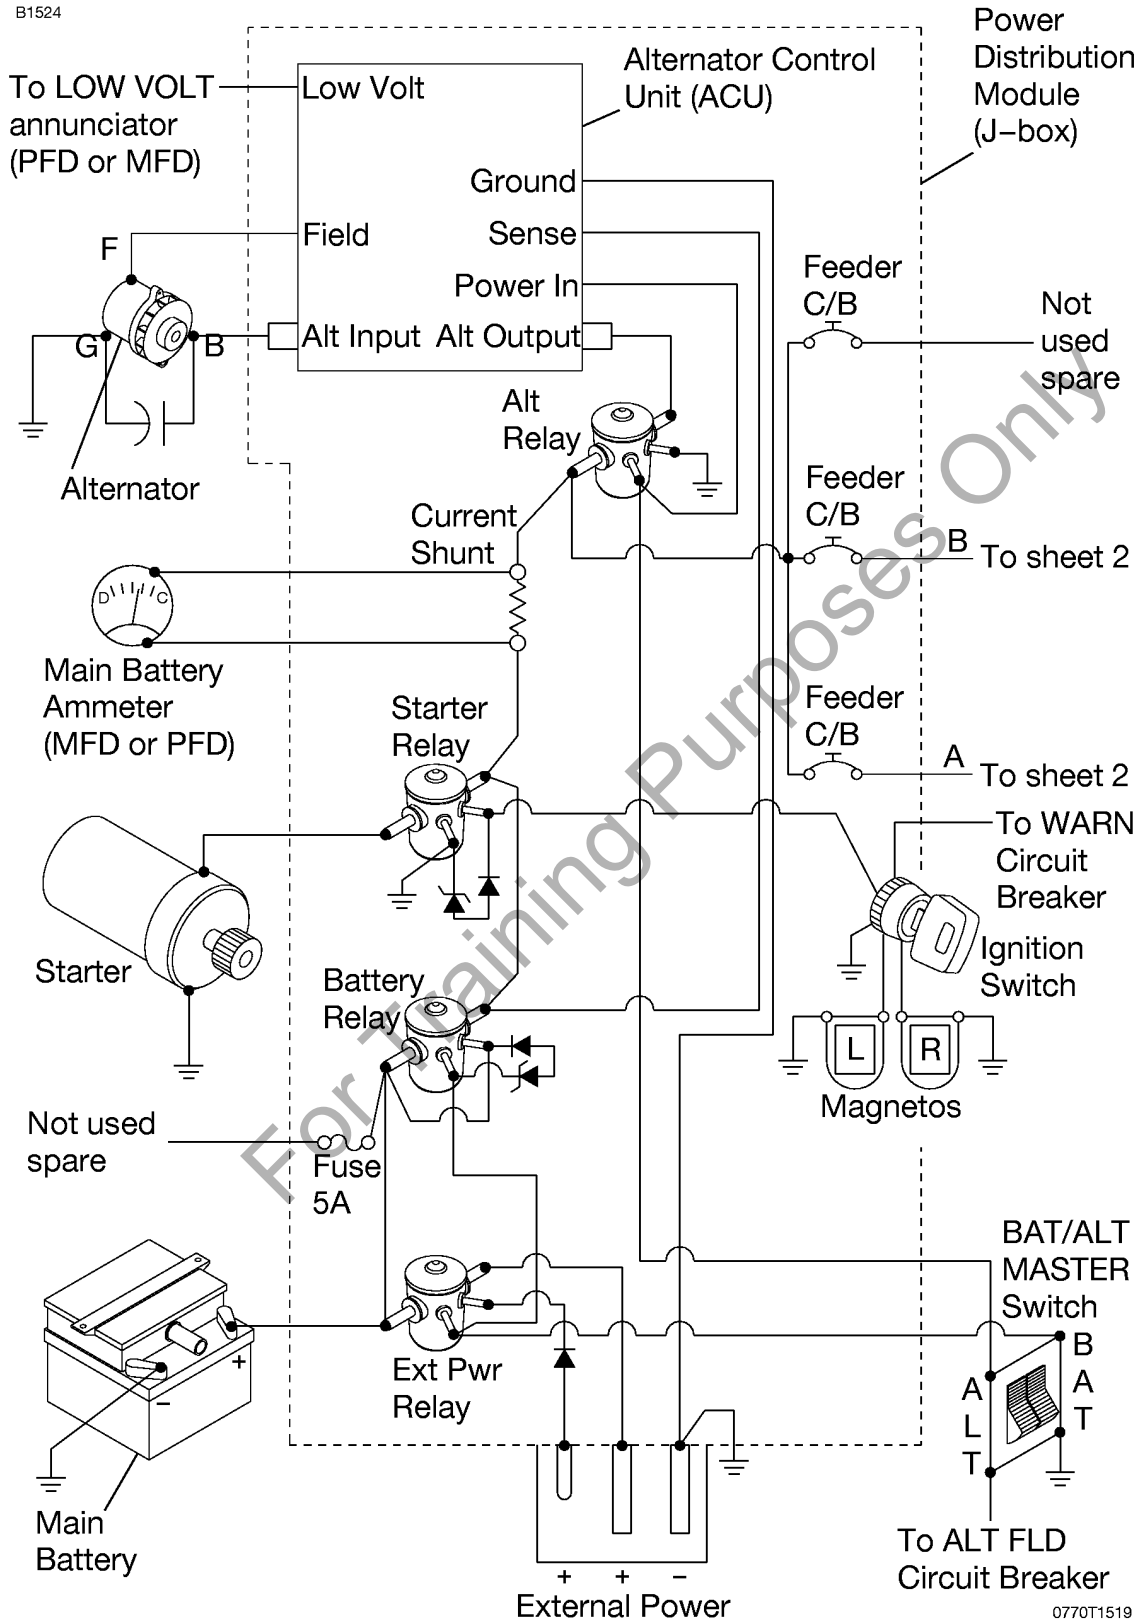 B1524
Power
Distribution
Module
(J-box)
Alternator Control
Unit (ACU)
To LOW VOLT
annunciator
(PFD or MFD)
Low Volt
Ground
Field
Sense
Power In
Alt Input
Alt Output
F
G
B
Alternator
Feeder
C/B
Not
used
spare
Alt
Relay
Feeder
C/B
B
To sheet 2
Current
Shunt
D
C
Main Battery
Ammeter
(MFD or PFD)
Starter
Relay
Feeder
C/B
A
To sheet 2
To WARN
Circuit
Breaker
Ignition
Switch
Starter
Battery
Relay
L
R
Magnetos
Not used
spare
Fuse
5A
BAT/ALT
MASTER
Switch
+
-
Ext Pwr
Relay
B
A
T
A
L
T
Main
Battery
+
+
-
External Power
To ALT FLD
Circuit Breaker
0770T1519
For Training Purposes Only